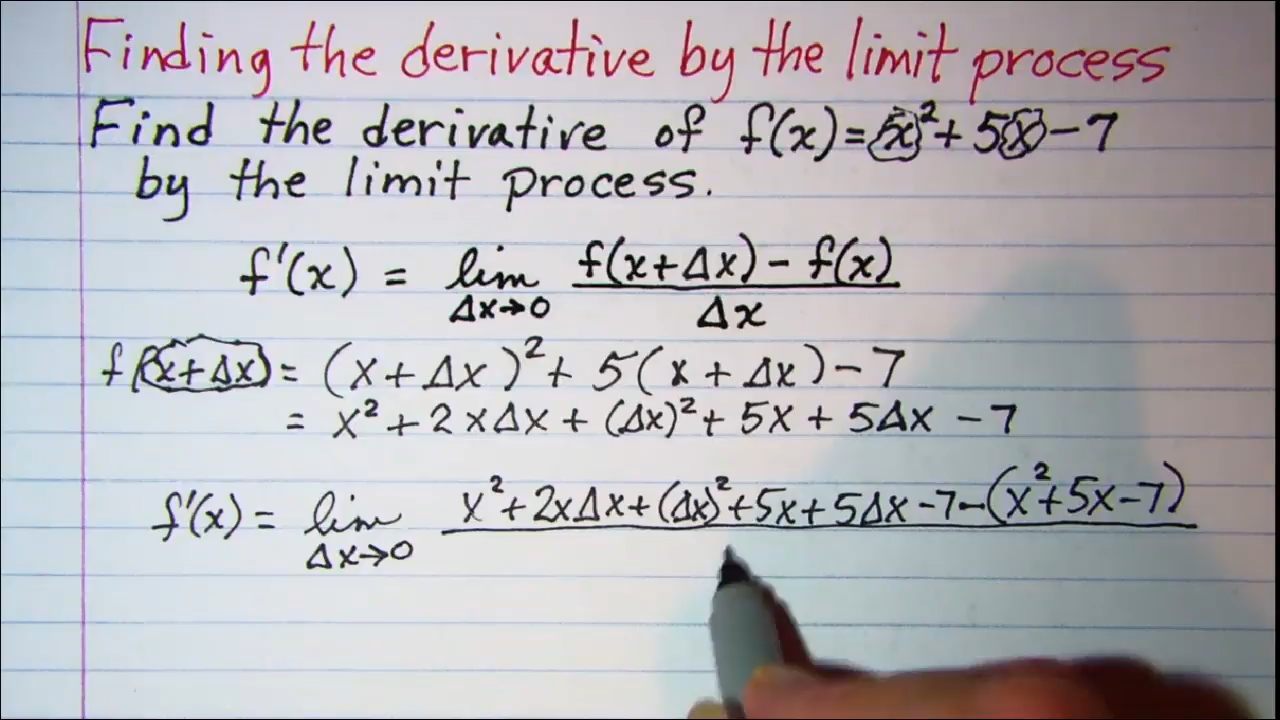 Finding the derivative by the limit process
Find the derivative of f(x)=x²+5x-7
by the limit process.
f'(x) = lim Δx→0 f(x+Δx)-f(x) / Δx
f(x+Δx) = (x+Δx)²+5(x+Δx)-7
= x²+2xΔx+(Δx)²+5x+5Δx-7
f'(x) = lim Δx→0 x²+2xΔx+(Δx)²+5x+5Δx-7-(x²+5x-7)